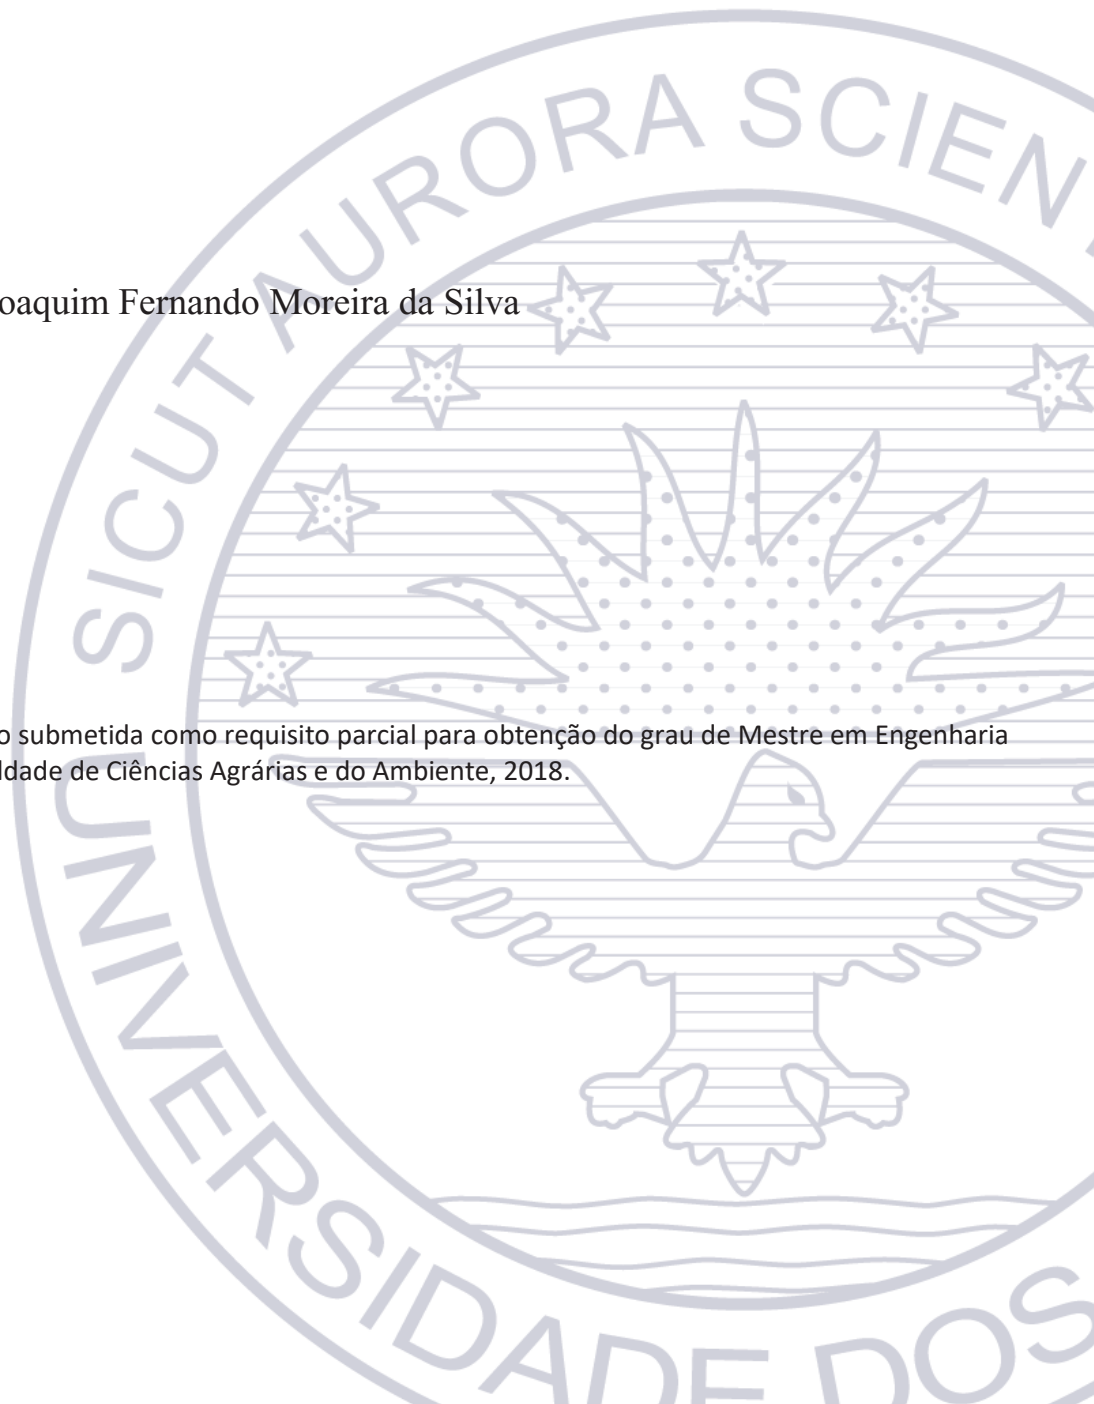 SICUT AURORA SCIEN
oaquim Fernando Moreira da Silva
o submetida como requisito parcial para obtenção do grau de Mestre em Engenharia
ldade de Ciências Agrárias e do Ambiente, 2018.
UNIVERSIDADE DOS